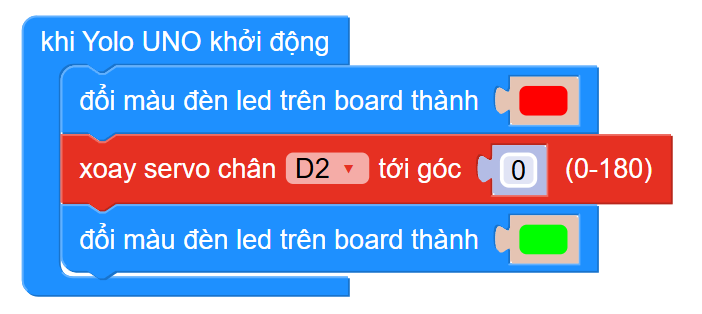 khi Yolo UNO khởi động
đổi màu đèn led trên board thành
xoay servo chân D2 tới góc 0 (0-180)
đổi màu đèn led trên board thành